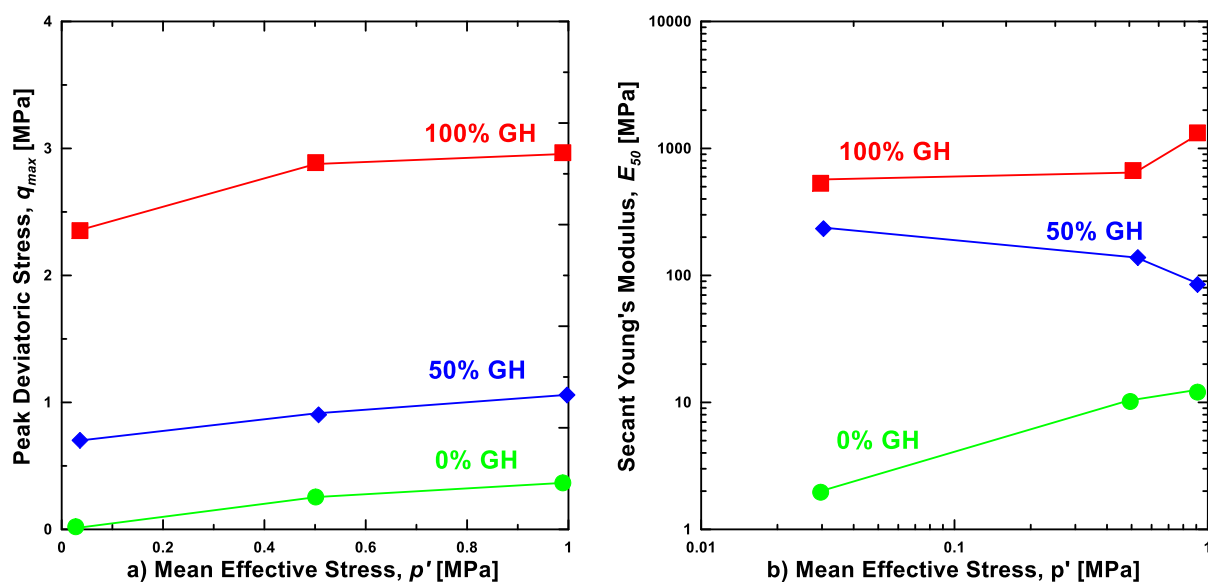 Peak Deviatoric Stress, qmax [MPa]
4
3
2
1
0
100% GH
50% GH
0% GH
0 0.2 0.4 0.6 0.8 1
a) Mean Effective Stress, p' [MPa]
Secant Young's Modulus, E50 [MPa]
10000
1000
100
10
1
100% GH
50% GH
0% GH
0.01 0.1 1
b) Mean Effective Stress, p' [MPa]